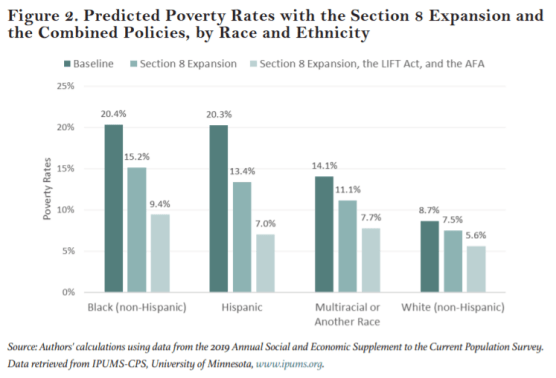 Figure 2. Predicted Poverty Rates with the Section 8 Expansion and
the Combined Policies, by Race and Ethnicity
Baseline Section 8 Expansion Section 8 Expansion, the LIFT Act, and the AFA
25%
20%
15%
10%
5%
0%
Poverty Rates
20.4%
15.2%
9.4%
20.3%
13.4%
7.0%
14.1%
11.1%
7.7%
8.7%
7.5%
5.6%
Black (non-Hispanic) Hispanic Multiracial or White (non-Hispanic)
Another Race
Source: Authors' calculations using data from the 2019 Annual Social and Economic Supplement to the Current Population Survey.
Data retrieved from IPUMS-CPS, University of Minnesota, www.ipums.org.